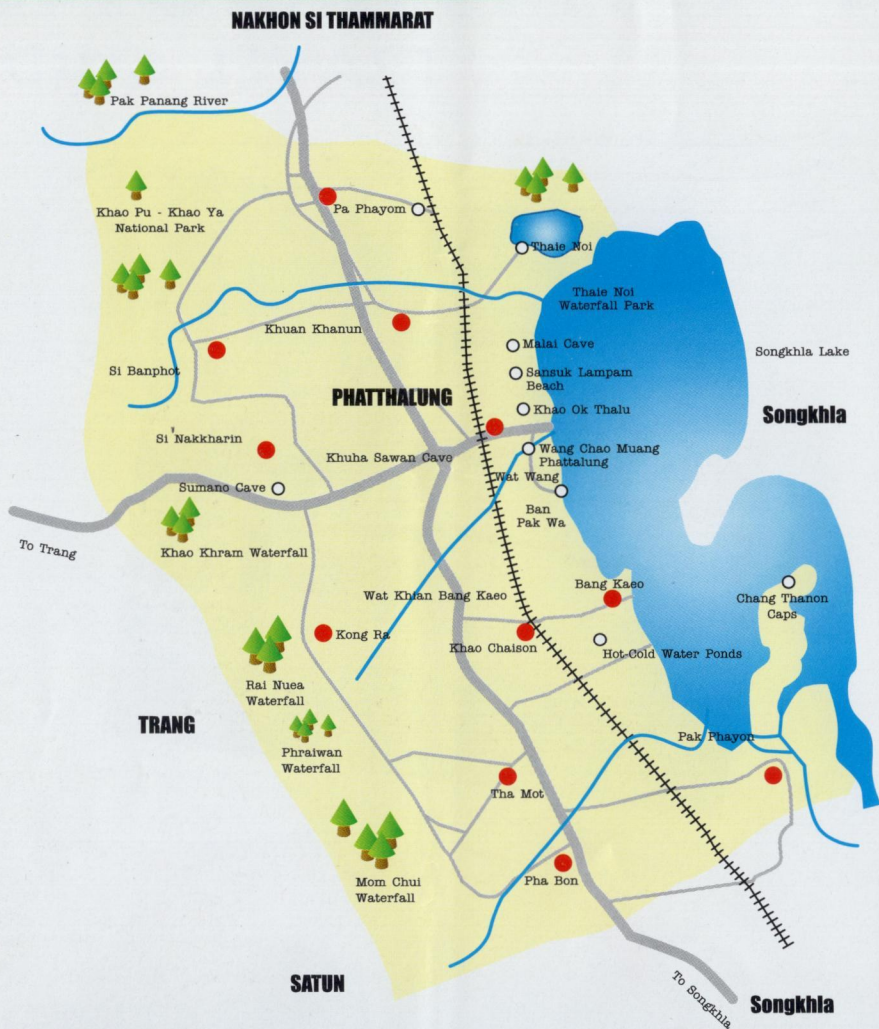 NAKHON SI THAMMARAT
Pak Panang River
Khao Pu - Khao Ya
National Park
Pa Phayom
Thaie Noi
Thaie Noi
Waterfall Park
Khuan Khanun
Si Banphot
Malai Cave
Songkhla Lake
Sansuk Lampam
Beach
PHATTHALUNG
Khao Ok Thalu
Songkhla
Si'Nakkharin
Khuha Sawan Cave
Wang Chao Muang
Phattalung
Wat Wang
Sumano Cave
Ban
Pak Wa
To Trang
Khao Khram Waterfall
Bang Kaeo
Wat Khian Bang Kaeo
Chang Thanon
Caps
Kong Ra
Khao Chaison
Hot-Cold Water Ponds
Rai Nuea
Waterfall
TRANG
Pak Phayon
Phraiwan
Waterfall
Tha Mot
Mom Chui
Waterfall
Pha Bon
SATUN
To Songkhla
Songkhla